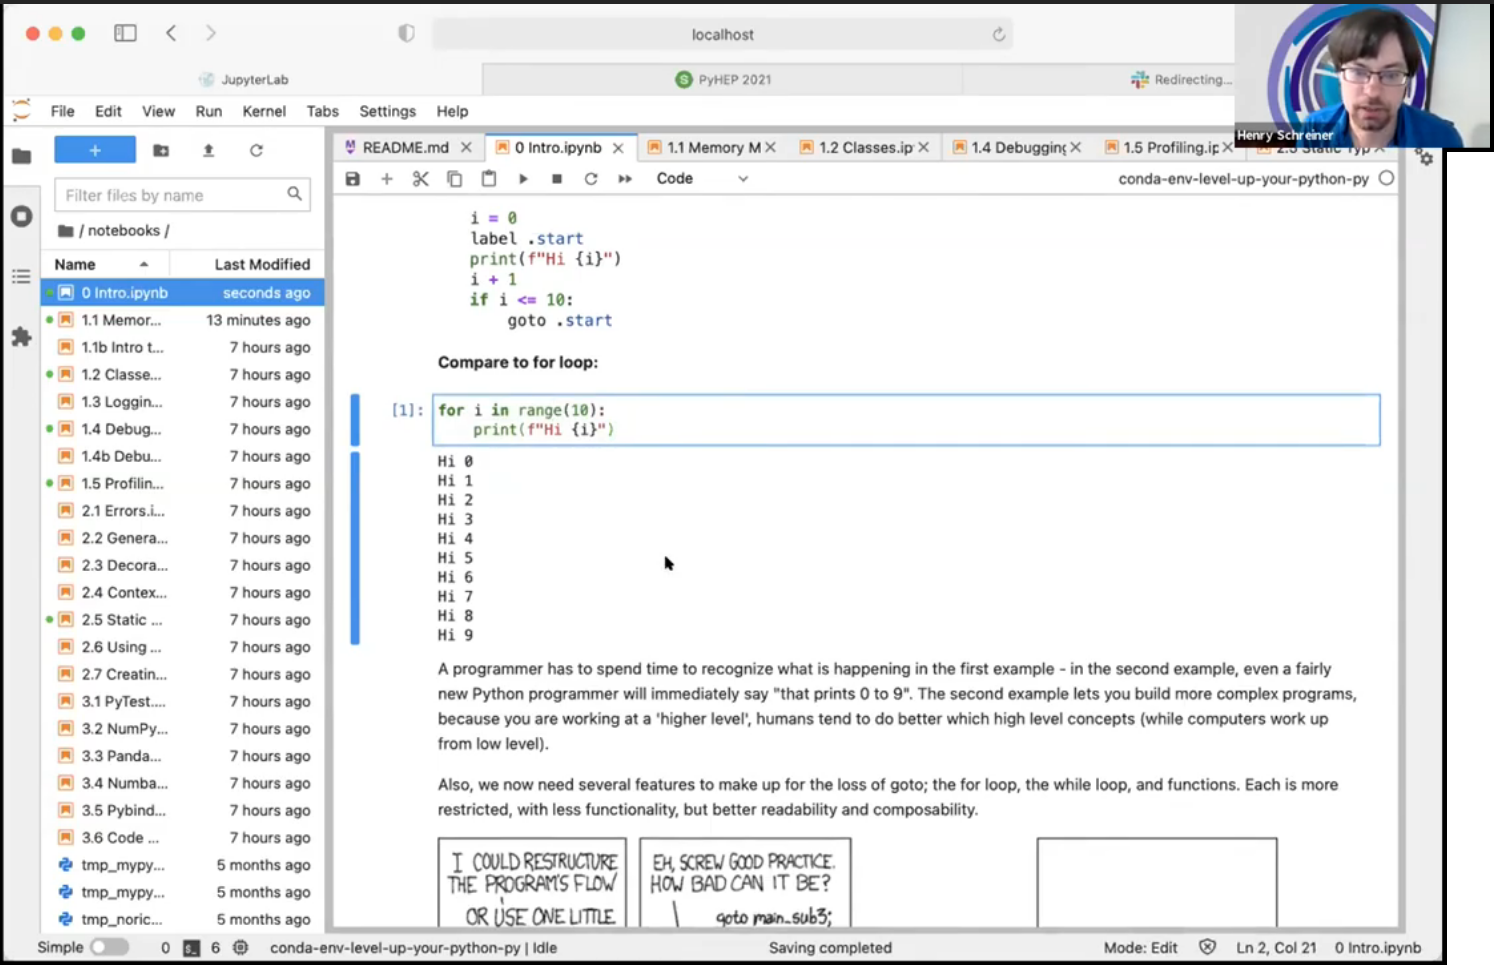 localhost
JupyterLab
PyHEP 2021
Redirecting...
Henry Schreiner
File Edit View Run Kernel Tabs Settings Help
+
Filter files by name
/ notebooks /
Name Last Modified
0 Intro.ipynb seconds ago
1.1 Memor... 13 minutes ago
1.1b Intro t... 7 hours ago
1.2 Classe... 7 hours ago
1.3 Loggin... 7 hours ago
1.4 Debug... 7 hours ago
1.4b Debu... 7 hours ago
1.5 Profilin... 7 hours ago
2.1 Errors.i... 7 hours ago
2.2 Genera... 7 hours ago
2.3 Decora... 7 hours ago
2.4 Contex... 7 hours ago
2.5 Static ... 7 hours ago
2.6 Using ... 7 hours ago
2.7 Creatin... 7 hours ago
3.1 PyTest.... 7 hours ago
3.2 NumPy... 7 hours ago
3.3 Panda... 7 hours ago
3.4 Numba... 7 hours ago
3.5 Pybind... 7 hours ago
3.6 Code ... 7 hours ago
tmp_mypy... 5 months ago
tmp_mypy... 5 months ago
tmp_noric... 5 months ago
README.md 0 Intro.ipynb 1.1 Memory M 1.2 Classes.ip 1.4 Debugging 1.5 Profiling.ip
Code
conda-env-level-up-your-python-py
i = 0
label .start
print(f"Hi {i}")
i + 1
if i <= 10:
goto .start
Compare to for loop:
[1]: for i in range(10):
print(f"Hi {i}")
Hi 0
Hi 1
Hi 2
Hi 3
Hi 4
Hi 5
Hi 6
Hi 7
Hi 8
Hi 9
A programmer has to spend time to recognize what is happening in the first example - in the second example, even a fairly
new Python programmer will immediately say "that prints 0 to 9". The second example lets you build more complex programs,
because you are working at a 'higher level', humans tend to do better which high level concepts (while computers work up
from low level).
Also, we now need several features to make up for the loss of goto; the for loop, the while loop, and functions. Each is more
restricted, with less functionality, but better readability and composability.
I COULD RESTRUCTURE
THE PROGRAM'S FLOW
OR USE ONE LITTLE
EH, SCREW GOOD PRACTICE.
HOW BAD CAN IT BE?
goto main_sub3;
Simple 0 6 conda-env-level-up-your-python-py | Idle Saving completed Mode: Edit Ln 2, Col 21 0 Intro.ipynb